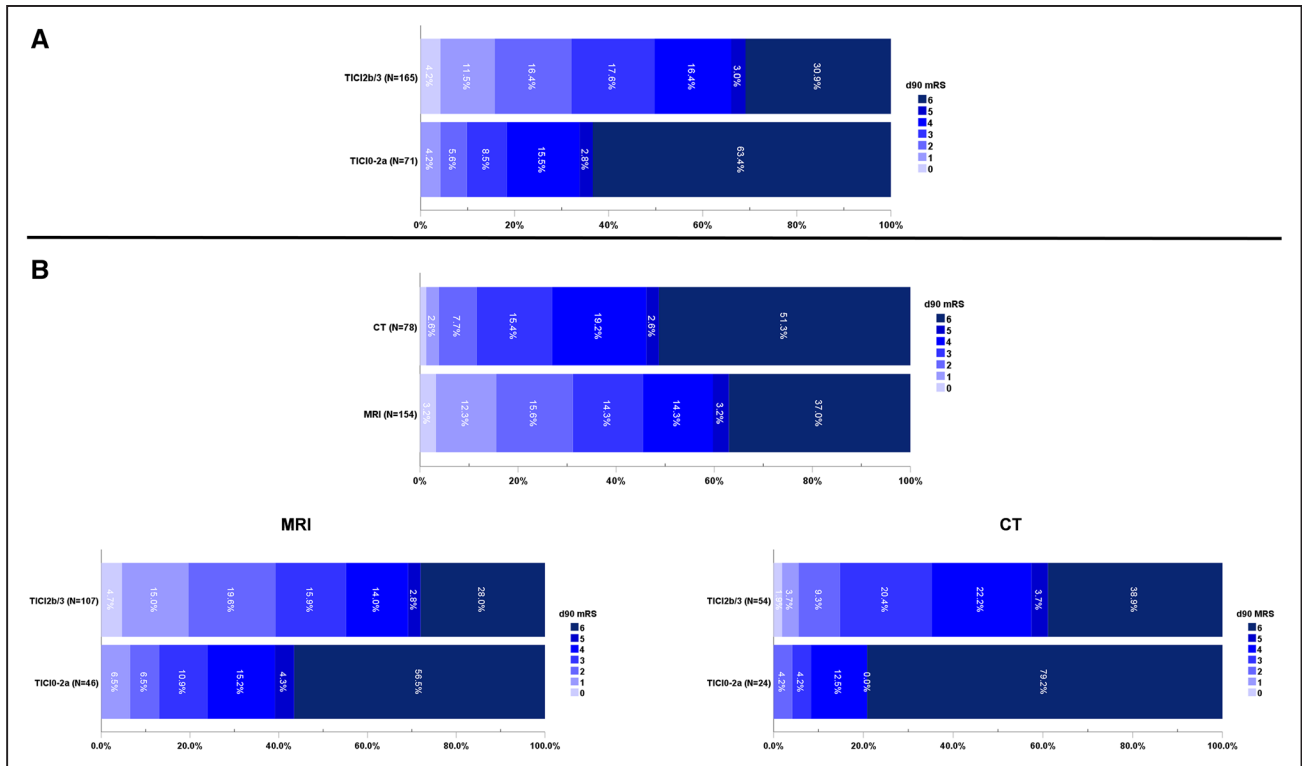 A
TICI2b/3 (N=165)
4.2% 11.5% 16.4% 17.6% 16.4% 3.0% 30.9%
TICI0-2a (N=71)
4.2% 5.6% 8.5% 15.5% 2.8% 63.4%
0% 20% 40% 60% 80% 100%
d90 mRS
6
5
4
3
2
1
0
B
CT (N=78)
2.6% 7.7% 15.4% 19.2% 2.6% 51.3%
MRI (N=154)
3.2% 12.3% 15.6% 14.3% 14.3% 3.2% 37.0%
0% 20% 40% 60% 80% 100%
d90 mRS
6
5
4
3
2
1
0
MRI
TICI2b/3 (N=107)
4.7% 15.0% 19.6% 15.9% 14.0% 2.8% 28.0%
TICI0-2a (N=46)
6.5% 6.5% 10.9% 15.2% 4.3% 56.5%
0.0% 20.0% 40.0% 60.0% 80.0% 100.0%
d90 mRS
6
5
4
3
2
1
0
CT
TICI2b/3 (N=54)
1.9% 3.7% 9.3% 20.4% 22.2% 3.7% 38.9%
TICI0-2a (N=24)
4.2% 4.2% 12.5% 0.0% 79.2%
0.0% 20.0% 40.0% 60.0% 80.0% 100.0%
d90 MRS
6
5
4
3
2
1
0